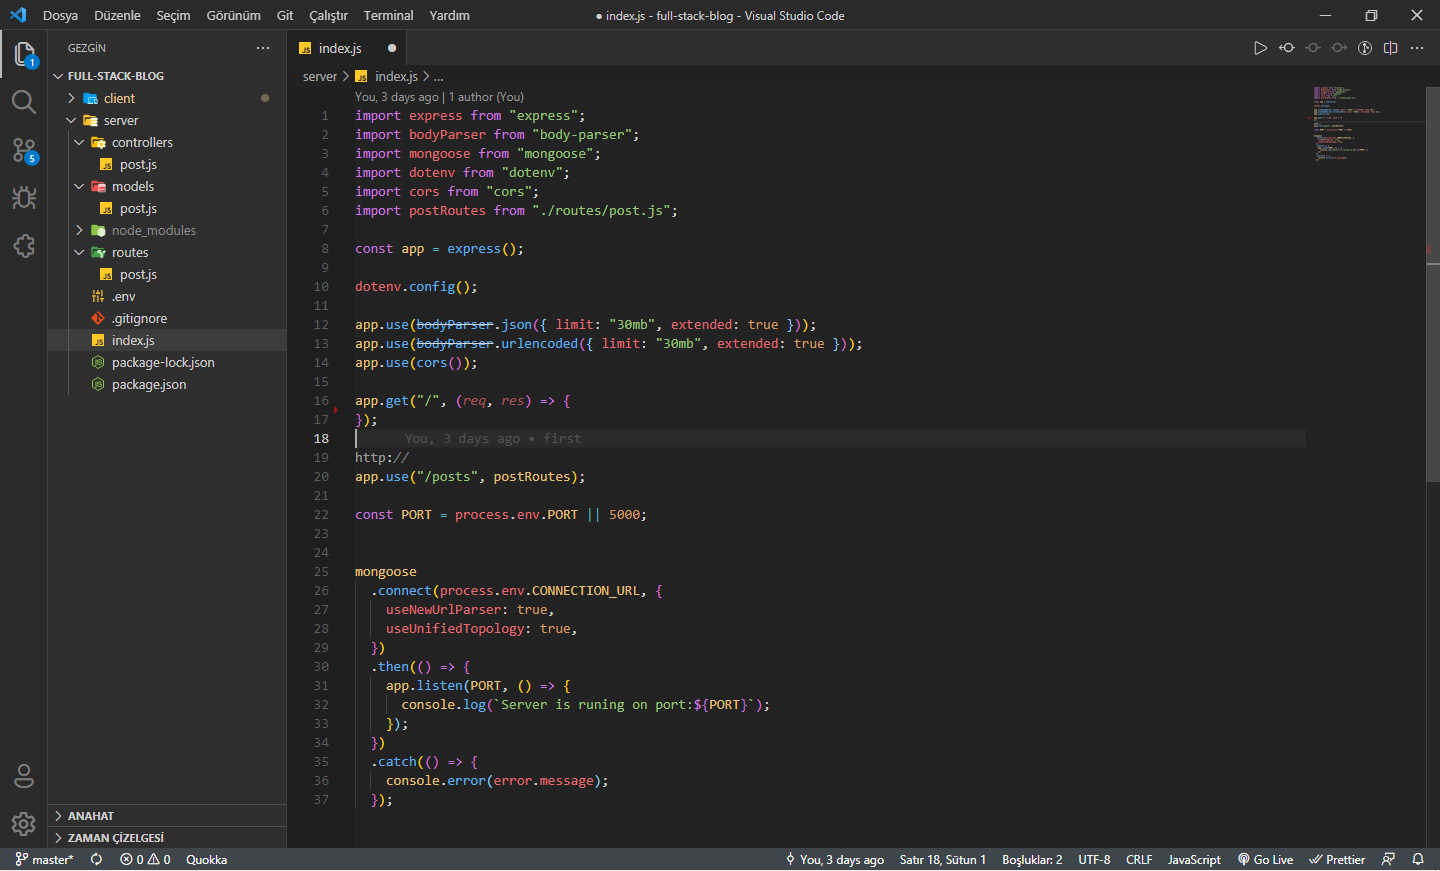 Dosya Düzenle Seçim Görünüm Git Çalıştır Terminal Yardım
● index.js - full-stack-blog - Visual Studio Code
1
5
GEZGİN
FULL-STACK-BLOG
client
server
controllers
post.js
models
post.js
node_modules
routes
post.js
.env
.gitignore
index.js
package-lock.json
package.json
ANAHAT
ZAMAN ÇİZELGESİ
JS index.js
server > JS index.js > ...
You, 3 days ago | 1 author (You)
1 import express from "express";
2 import bodyParser from "body-parser";
3 import mongoose from "mongoose";
4 import dotenv from "dotenv";
5 import cors from "cors";
6 import postRoutes from "./routes/post.js";
7
8 const app = express();
9
10 dotenv.config();
11
12 app.use(bodyParser.json({ limit: "30mb", extended: true }));
13 app.use(bodyParser.urlencoded({ limit: "30mb", extended: true }));
14 app.use(cors());
15
16 app.get("/", (req, res) => {
17 });
18 You, 3 days ago • first
19 http://
20 app.use("/posts", postRoutes);
21
22 const PORT = process.env.PORT || 5000;
23
24
25 mongoose
26 .connect(process.env.CONNECTION_URL, {
27 useNewUrlParser: true,
28 useUnifiedTopology: true,
29 })
30 .then(() => {
31 app.listen(PORT, () => {
32 console.log(`Server is runing on port:${PORT}`);
33 });
34 })
35 .catch(() => {
36 console.error(error.message);
37 });
master* 0 0 Quokka
You, 3 days ago Satır 18, Sütun 1 Boşluklar: 2 UTF-8 CRLF JavaScript Go Live Prettier